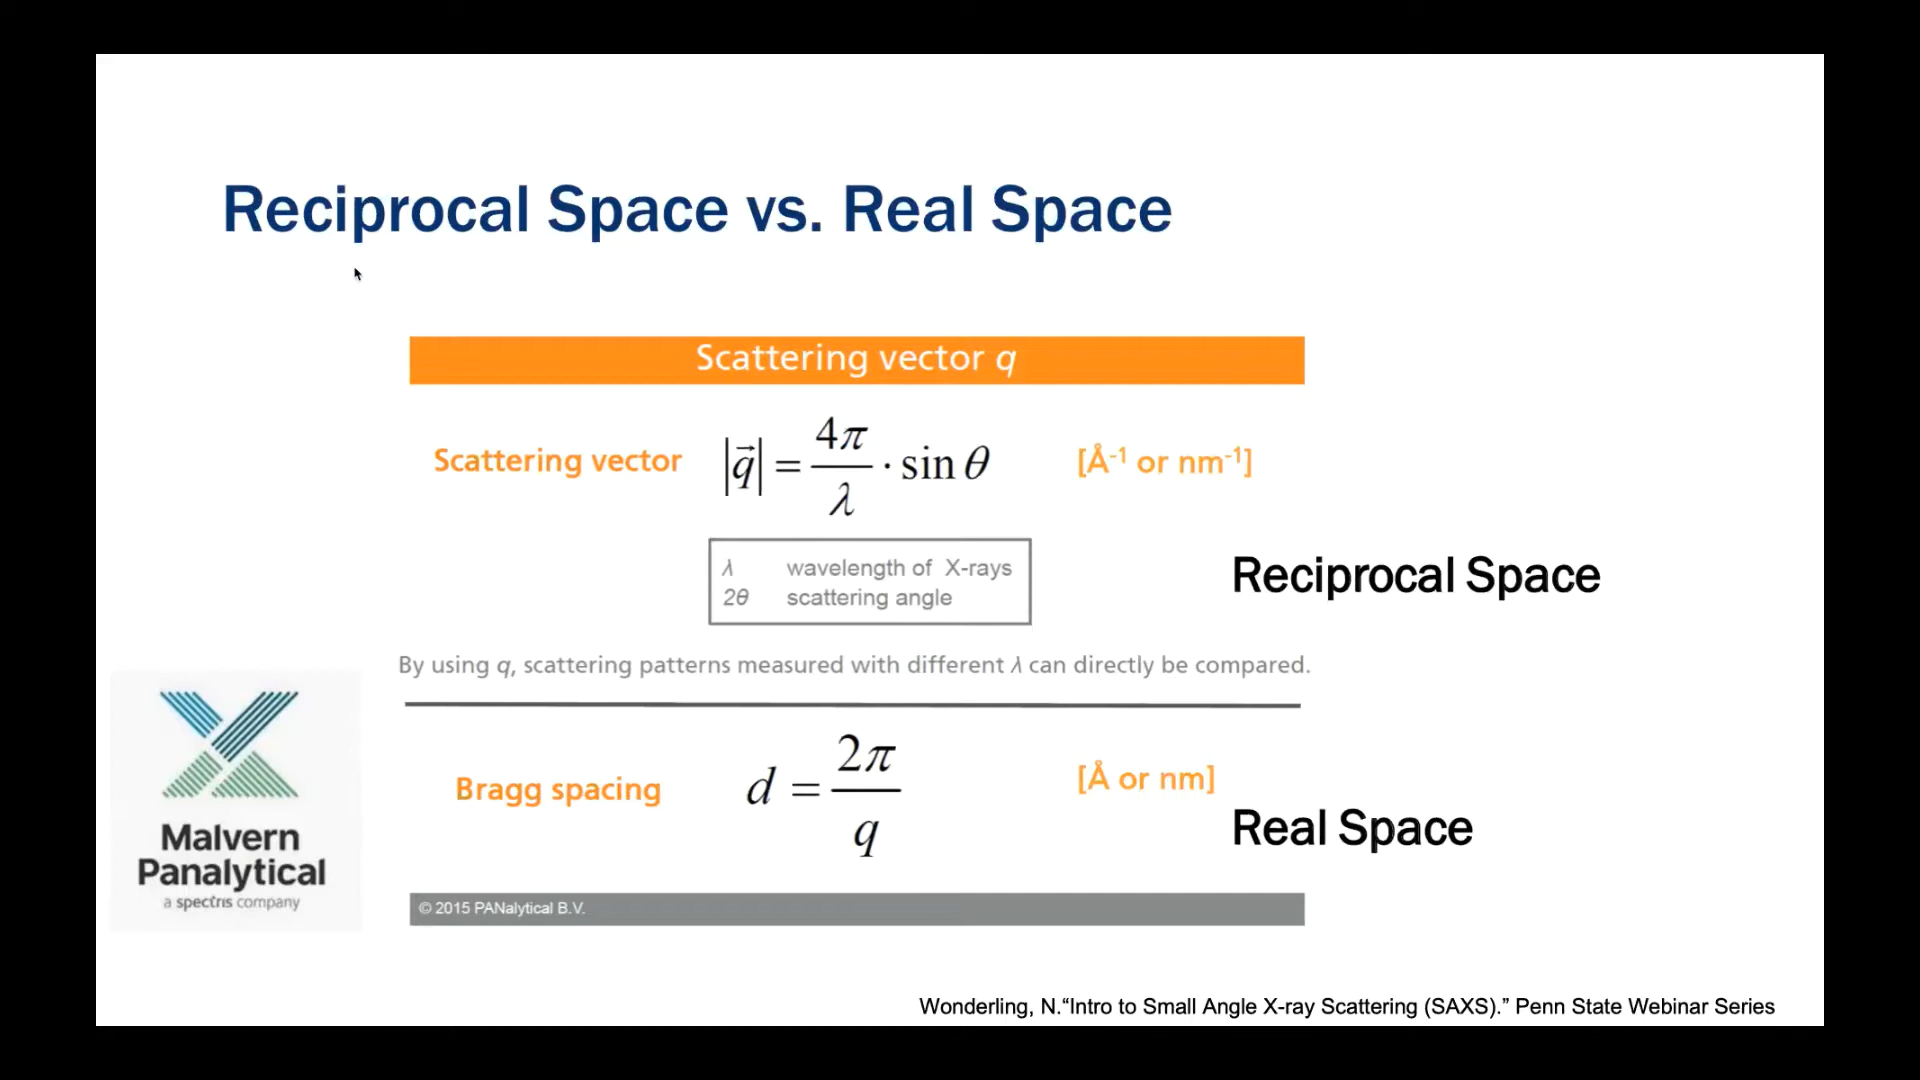 Reciprocal Space vs. Real Space
Scattering vector q
Scattering vector |q⃗| = 4π/λ · sin θ [Å⁻¹ or nm⁻¹]
λ wavelength of X-rays
2θ scattering angle
Reciprocal Space
By using q, scattering patterns measured with different λ can directly be compared.
Bragg spacing d = 2π/q [Å or nm]
Real Space
Malvern
Panalytical
a spectris company
© 2015 PANalytical B.V.
Wonderling, N.“Intro to Small Angle X-ray Scattering (SAXS).” Penn State Webinar Series